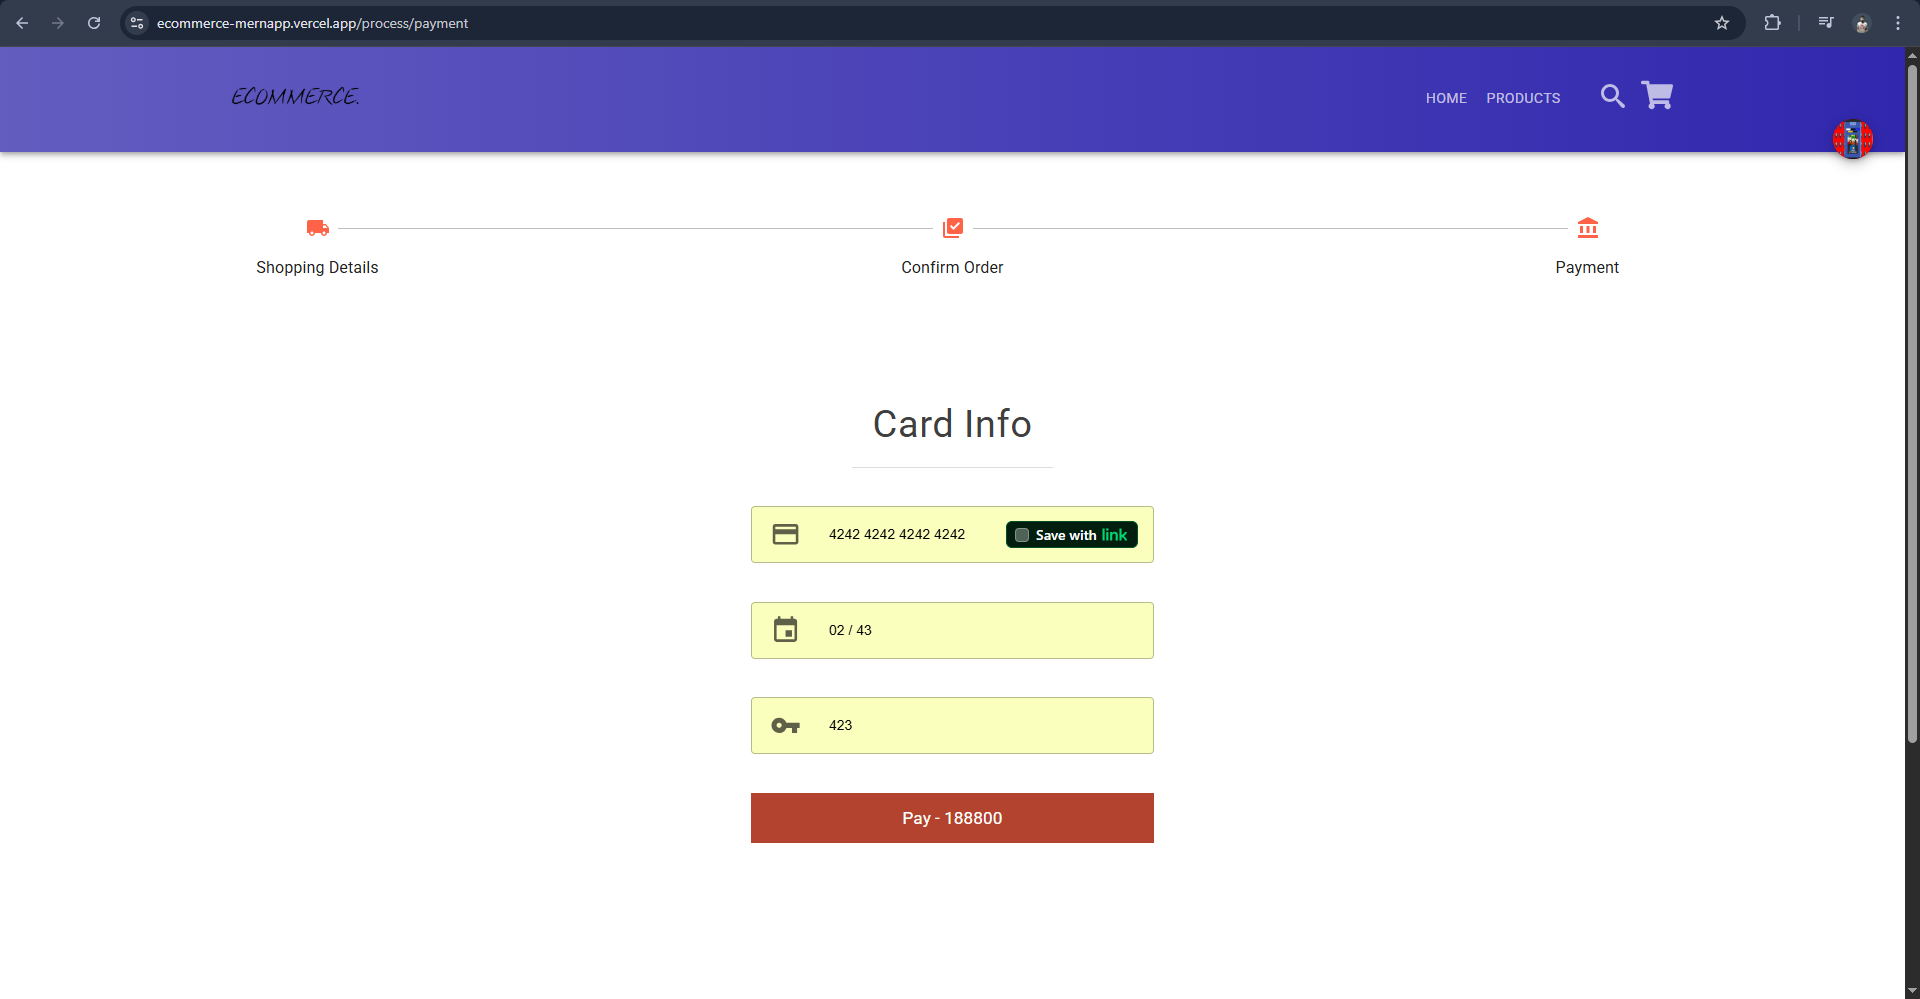 ecommerce-mernapp.vercel.app/process/payment
ECOMMERCE.
HOME PRODUCTS
Shopping Details Confirm Order Payment
Card Info
4242 4242 4242 4242 Save with link
02 / 43
423
Pay - 188800